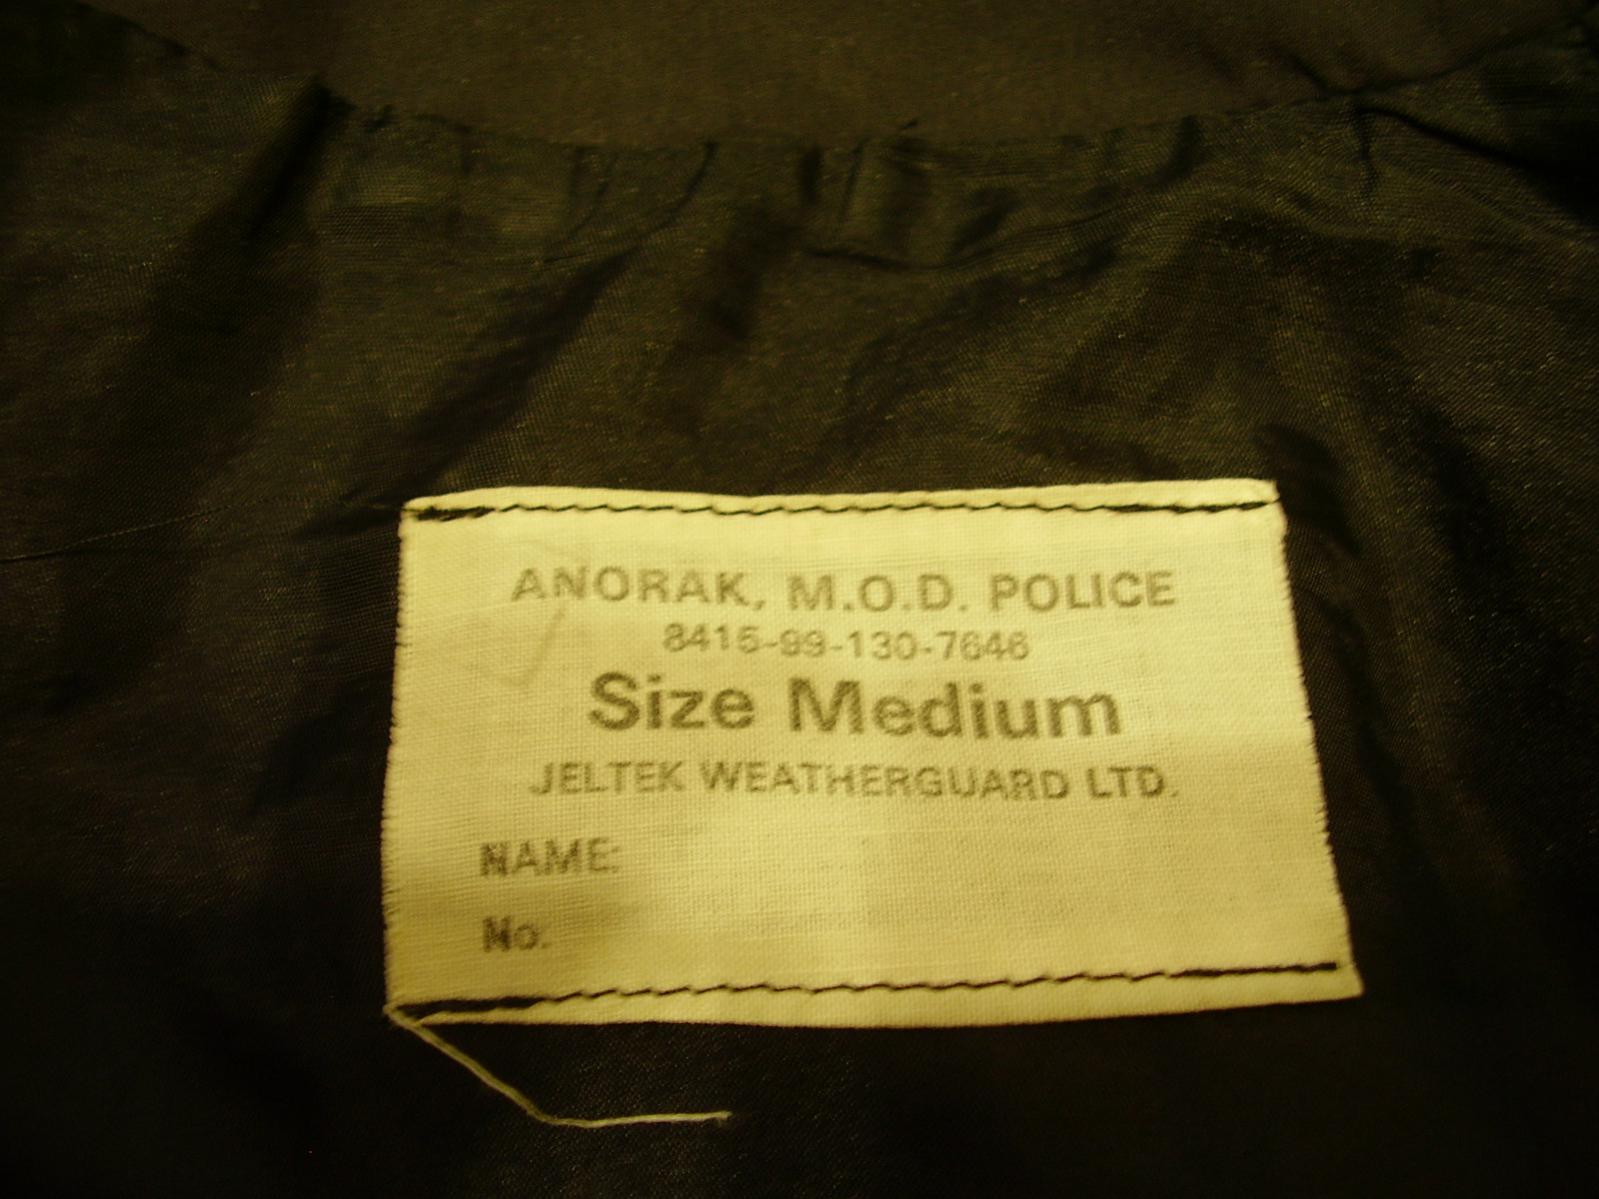 ANORAK, M.O.D. POLICE
8415-99-130-7646
Size Medium
JELTEK WEATHERGUARD LTD.
NAME:
No.